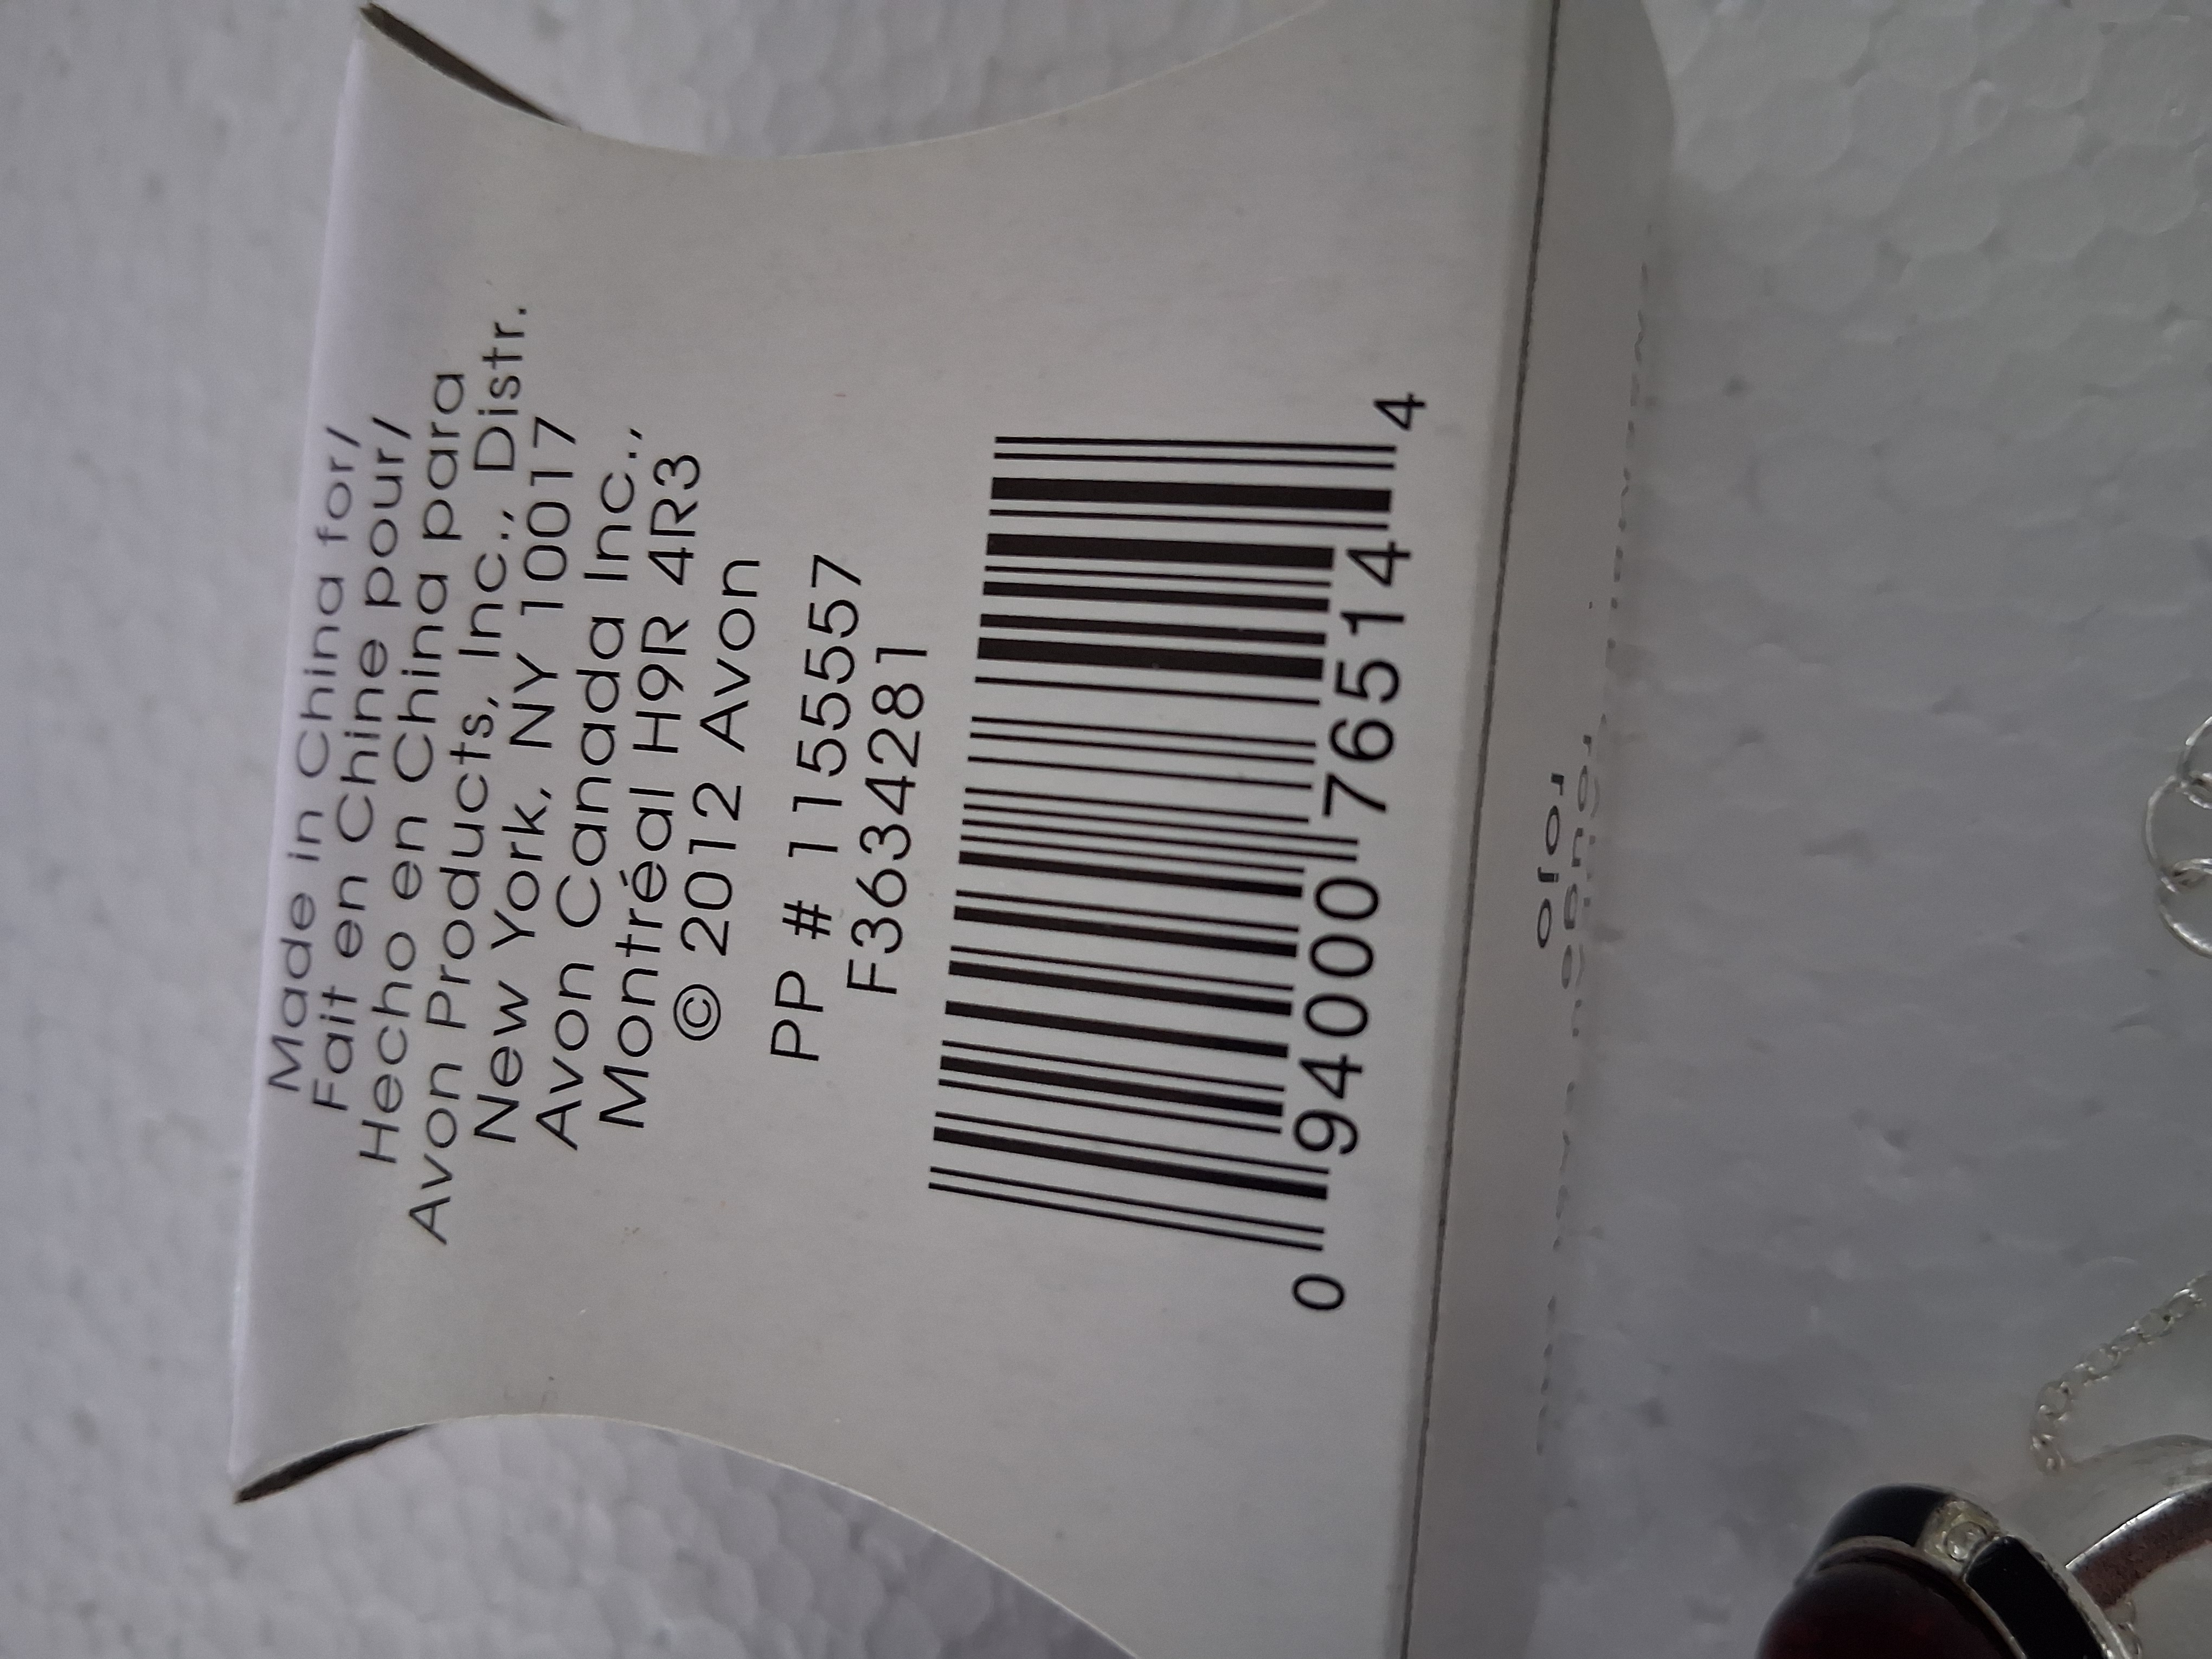 Made in China for/
Fait en Chine pour/
Hecho en China para
Avon Products, Inc., Distr.
New York, NY 10017
Avon Canada Inc.,
Montréal H9R 4R3
© 2012 Avon
PP # 1155557
F3634281
0 94000 76514 4
rojo